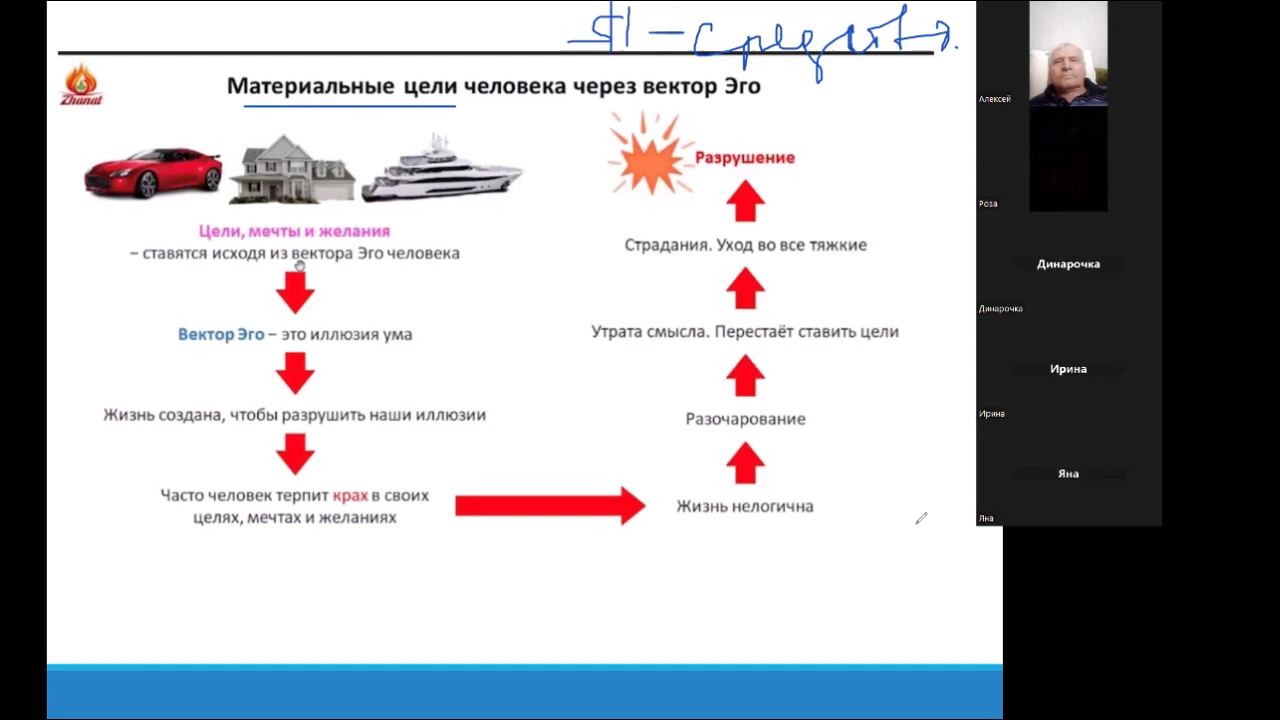 Zhanat
Материальные цели человека через вектор Эго
Цели, мечты и желания
– ставятся исходя из вектора Эго человека
Вектор Эго – это иллюзия ума
Жизнь создана, чтобы разрушить наши иллюзии
Часто человек терпит крах в своих
целях, мечтах и желаниях
Жизнь нелогична
Разочарование
Утрата смысла. Перестаёт ставить цели
Страдания. Уход во все тяжкие
Разрушение
Алексей
Роза
Динарочка
Динарочка
Ирина
Ирина
Яна
Яна